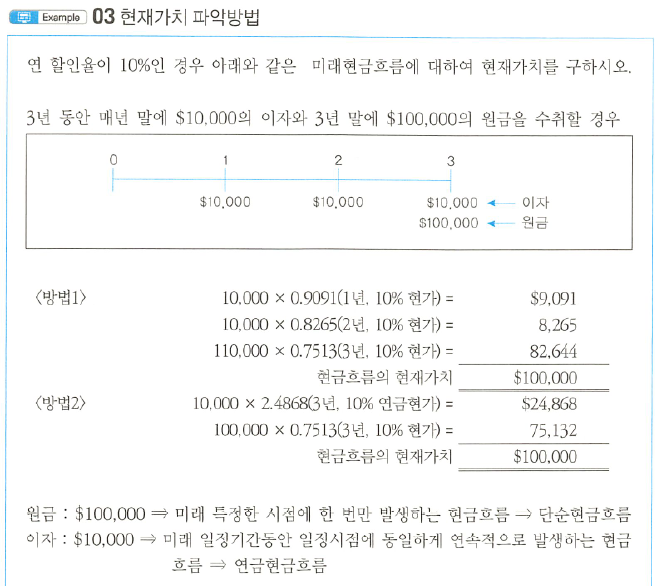 Example 03 현재가치 파악방법
연 할인율이 10%인 경우 아래와 같은 미래현금흐름에 대하여 현재가치를 구하시오.
3년 동안 매년 말에 $10,000의 이자와 3년 말에 $100,000의 원금을 수취할 경우
0 1 2 3
$10,000 $10,000 $10,000 ← 이자
$100,000 ← 원금
〈방법1〉 10,000 × 0.9091(1년, 10% 현가) = $9,091
10,000 × 0.8265(2년, 10% 현가) = 8,265
110,000 × 0.7513(3년, 10% 현가) = 82,644
현금흐름의 현재가치 $100,000
〈방법2〉 10,000 × 2.4868(3년, 10% 연금현가) = $24,868
100,000 × 0.7513(3년, 10% 현가) = 75,132
현금흐름의 현재가치 $100,000
원금 : $100,000 ⇒ 미래 특정한 시점에 한 번만 발생하는 현금흐름 ⇒ 단순현금흐름
이자 : $10,000 ⇒ 미래 일정기간동안 일정시점에 동일하게 연속적으로 발생하는 현금
흐름 ⇒ 연금현금흐름